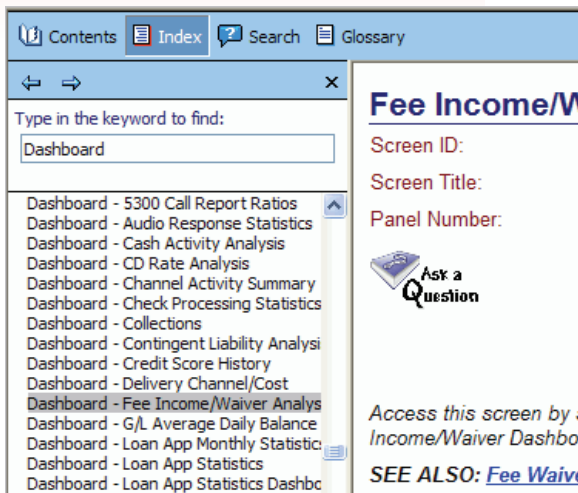 Contents Index Search Glossary
Type in the keyword to find:
Dashboard
Dashboard - 5300 Call Report Ratios
Dashboard - Audio Response Statistics
Dashboard - Cash Activity Analysis
Dashboard - CD Rate Analysis
Dashboard - Channel Activity Summary
Dashboard - Check Processing Statistics
Dashboard - Collections
Dashboard - Contingent Liability Analysi
Dashboard - Credit Score History
Dashboard - Delivery Channel/Cost
Dashboard - Fee Income/Waiver Analys
Dashboard - G/L Average Daily Balance
Dashboard - Loan App Monthly Statistic
Dashboard - Loan App Statistics
Dashboard - Loan App Statistics Dashbo
Fee Income/W
Screen ID:
Screen Title:
Panel Number:
Ask a
Question
Access this screen by
Income/Waiver Dashbo
SEE ALSO: Fee Waive